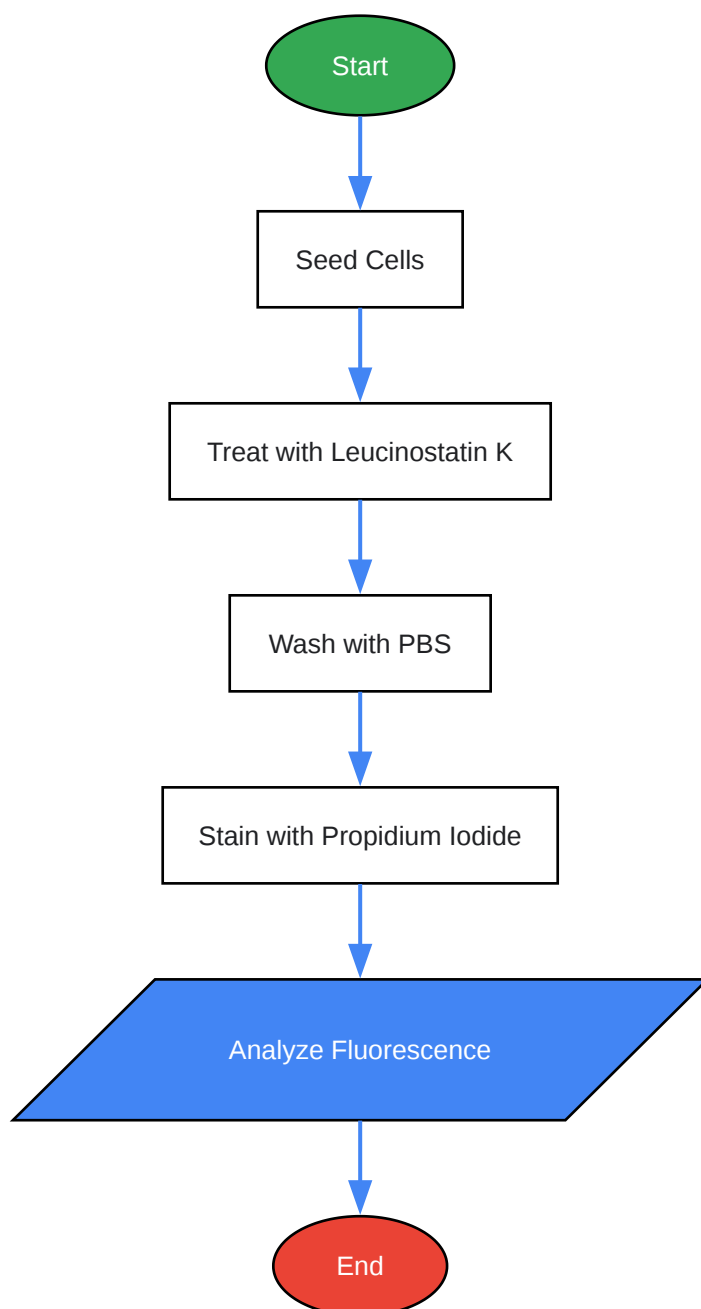 Start
Seed Cells
Treat with Leucinostatin K
Wash with PBS
Stain with Propidium Iodide
Analyze Fluorescence
End